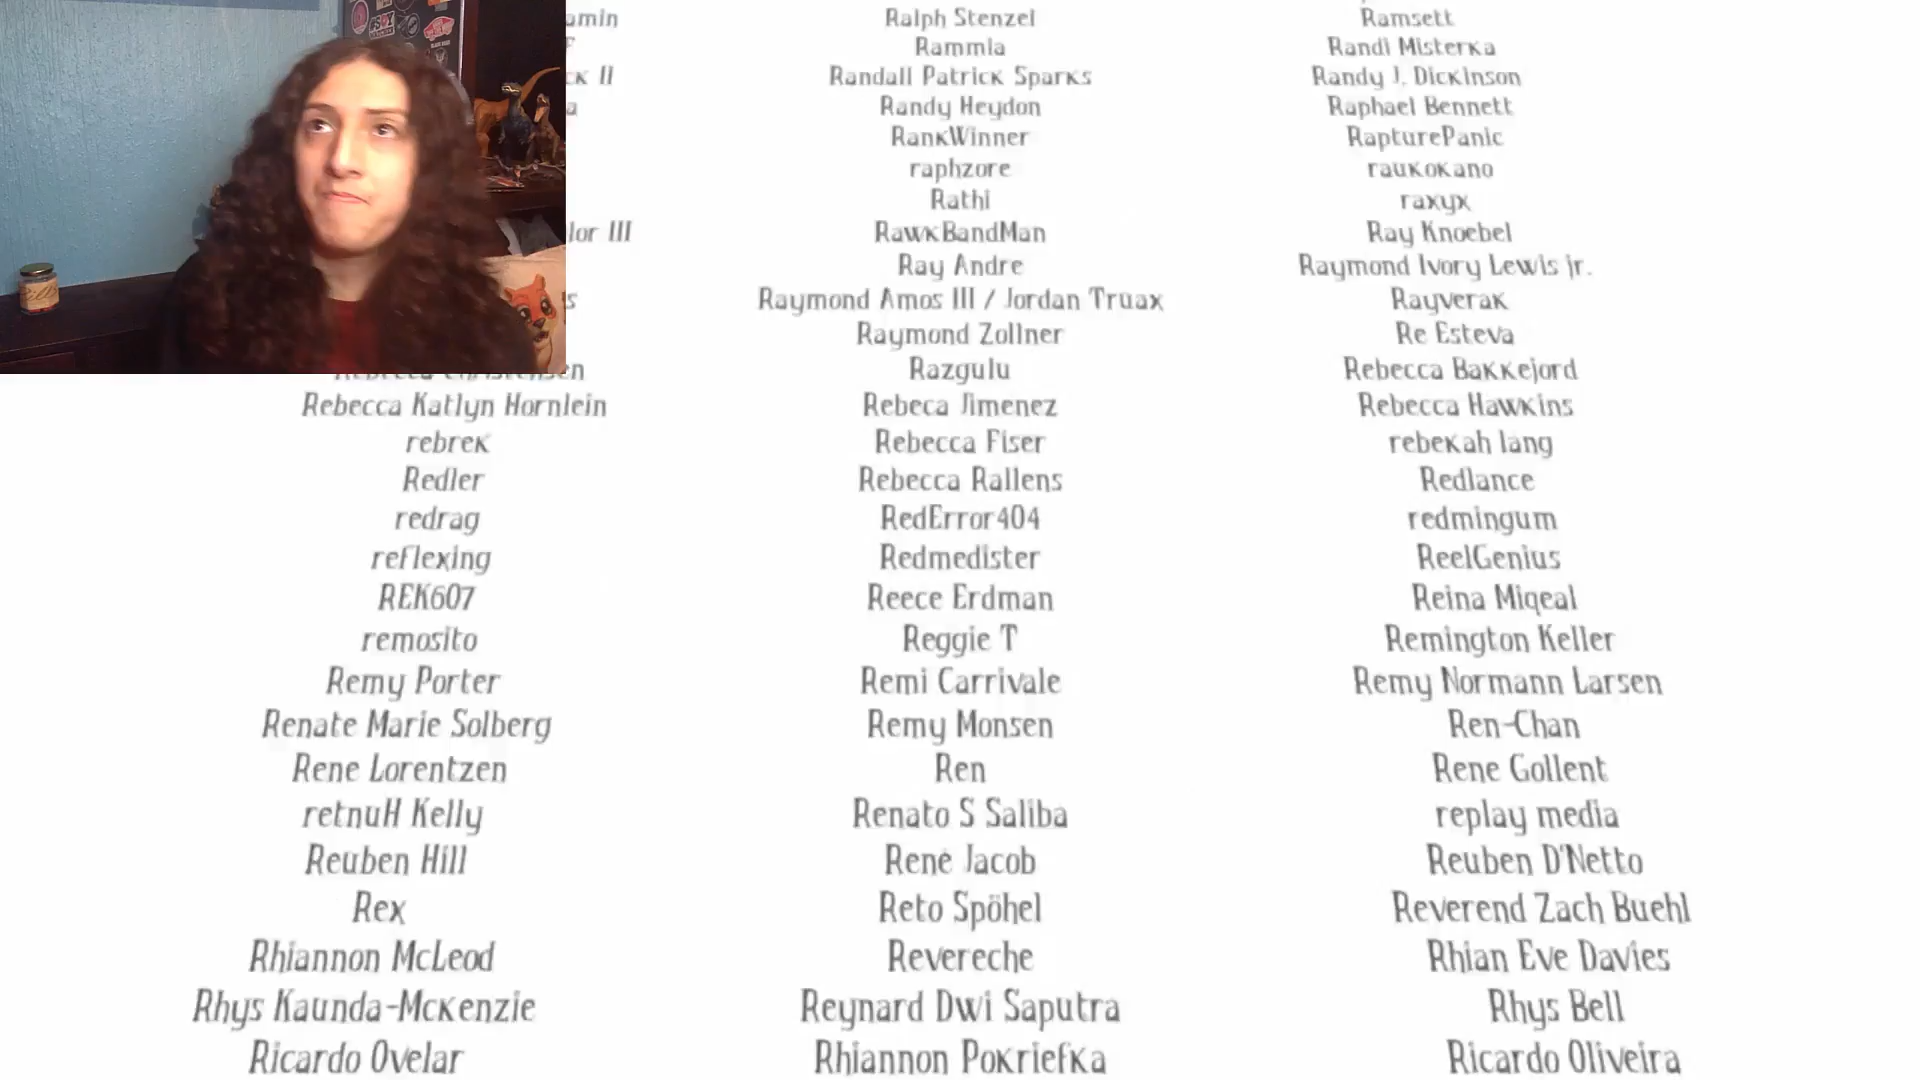 amin Ralph Stenzel Ramsett
Rammla Randi Misterka
ck II Randall Patrick Sparks Randy J. Dickinson
a Randy Heydon Raphael Bennett
RankWinner RapturePanic
raphzore raukokano
Rathi raxyx
lor III RawkBandMan Ray Knoebel
Ray Andre Raymond Ivory Lewis jr.
s Raymond Amos III / Jordan Truax Rayverak
Raymond Zollner Re Esteva
Razgulu Rebecca Bakkejord
Rebecca Katlyn Hornlein Rebeca Jimenez Rebecca Hawkins
rebrek Rebecca Fiser rebekah lang
Redler Rebecca Rallens Redlance
redrag RedError404 redmingum
reflexing Redmedister ReelGenius
REK607 Reece Erdman Reina Miqeal
remosito Reggie T Remington Keller
Remy Porter Remi Carrivale Remy Normann Larsen
Renate Marie Solberg Remy Monsen Ren-Chan
Rene Lorentzen Ren Rene Gollent
retnuH Kelly Renato S Saliba replay media
Reuben Hill René Jacob Reuben D'Netto
Rex Reto Spöhel Reverend Zach Buehl
Rhiannon McLeod Revereche Rhian Eve Davies
Rhys Kaunda-Mckenzie Reynard Dwi Saputra Rhys Bell
Ricardo Ovelar Rhiannon Pokriefka Ricardo Oliveira